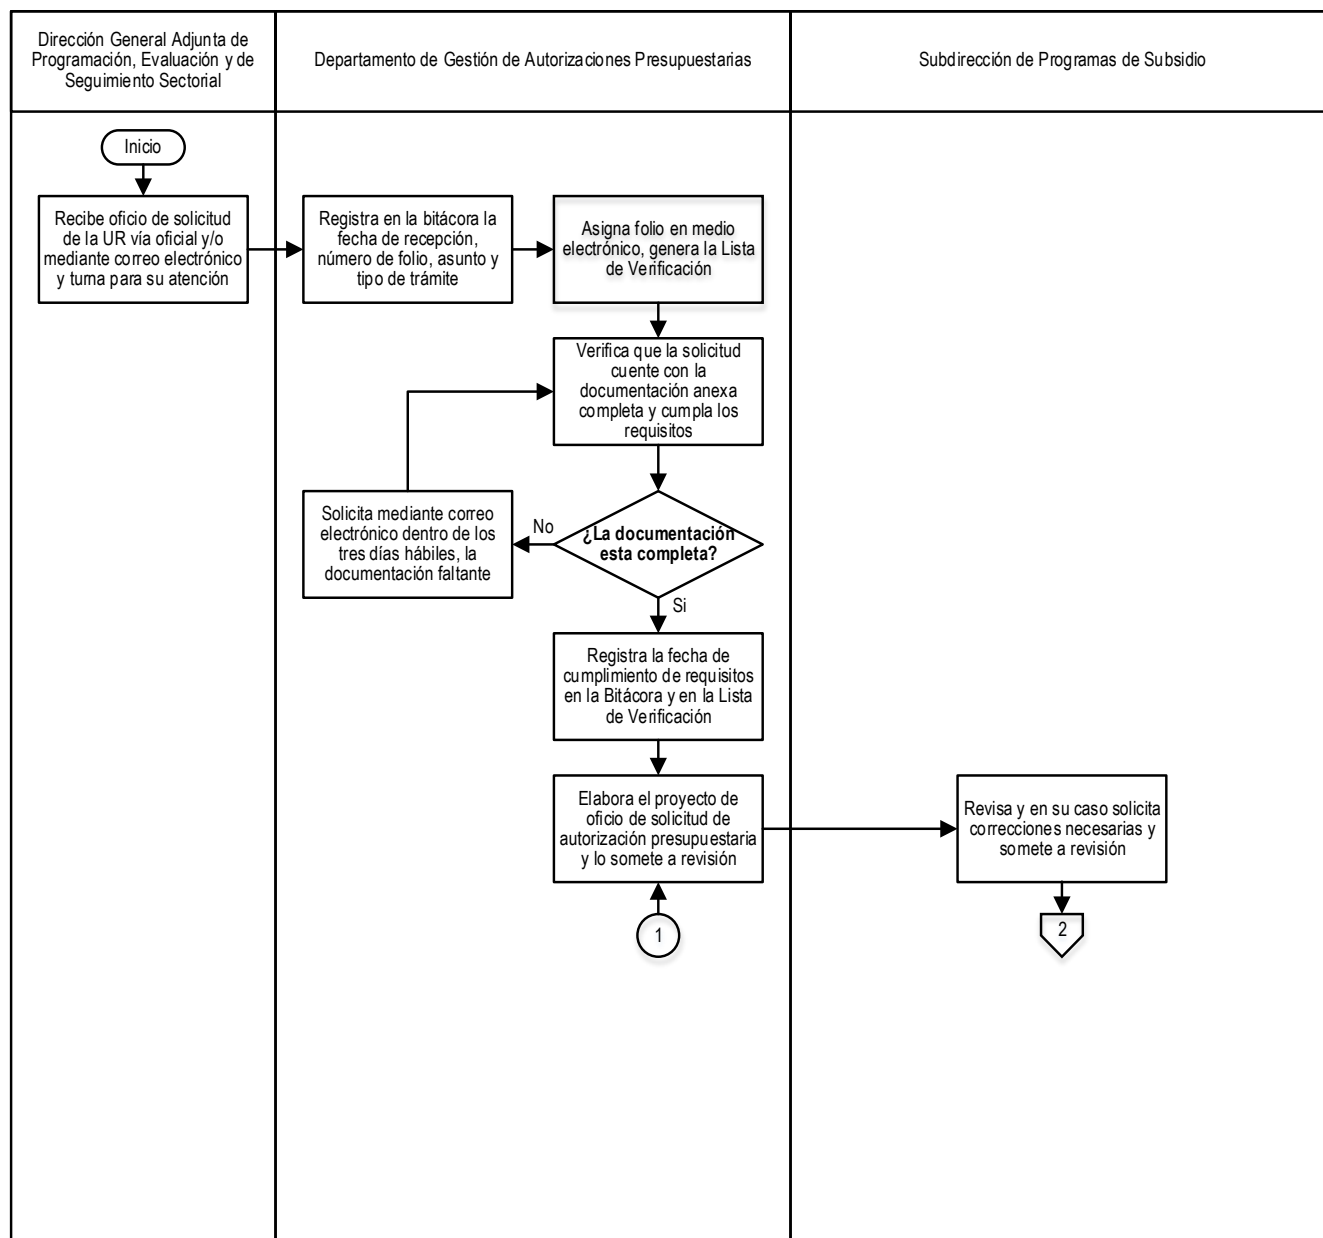 Dirección General Adjunta de
Programación, Evaluación y de
Seguimiento Sectorial
Departamento de Gestión de Autorizaciones Presupuestarias
Subdirección de Programas de Subsidio
Inicio
Recibe oficio de solicitud
de la UR vía oficial y/o
mediante correo electrónico
y turna para su atención
Registra en la bitácora la
fecha de recepción,
número de folio, asunto y
tipo de trámite
Asigna folio en medio
electrónico, genera la Lista
de Verificación
Verifica que la solicitud
cuente con la
documentación anexa
completa y cumpla los
requisitos
Solicita mediante correo
electrónico dentro de los
tres días hábiles, la
documentación faltante
No
¿La documentación
esta completa?
Si
Registra la fecha de
cumplimiento de requisitos
en la Bitácora y en la Lista
de Verificación
Elabora el proyecto de
oficio de solicitud de
autorización presupuestaria
y lo somete a revisión
Revisa y en su caso solicita
correcciones necesarias y
somete a revisión
1
2